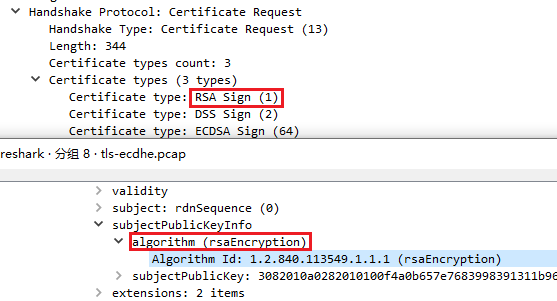 Handshake Protocol: Certificate Request
Handshake Type: Certificate Request (13)
Length: 344
Certificate types count: 3
Certificate types (3 types)
Certificate type: RSA Sign (1)
Certificate type: DSS Sign (2)
Certificate type: ECDSA Sign (64)
reshark · 分组 8 · tls-ecdhe.pcap
validity
subject: rdnSequence (0)
subjectPublicKeyInfo
algorithm (rsaEncryption)
Algorithm Id: 1.2.840.113549.1.1.1 (rsaEncryption)
subjectPublicKey: 3082010a0282010100f4a0b657e7683998391311b96
extensions: 2 items